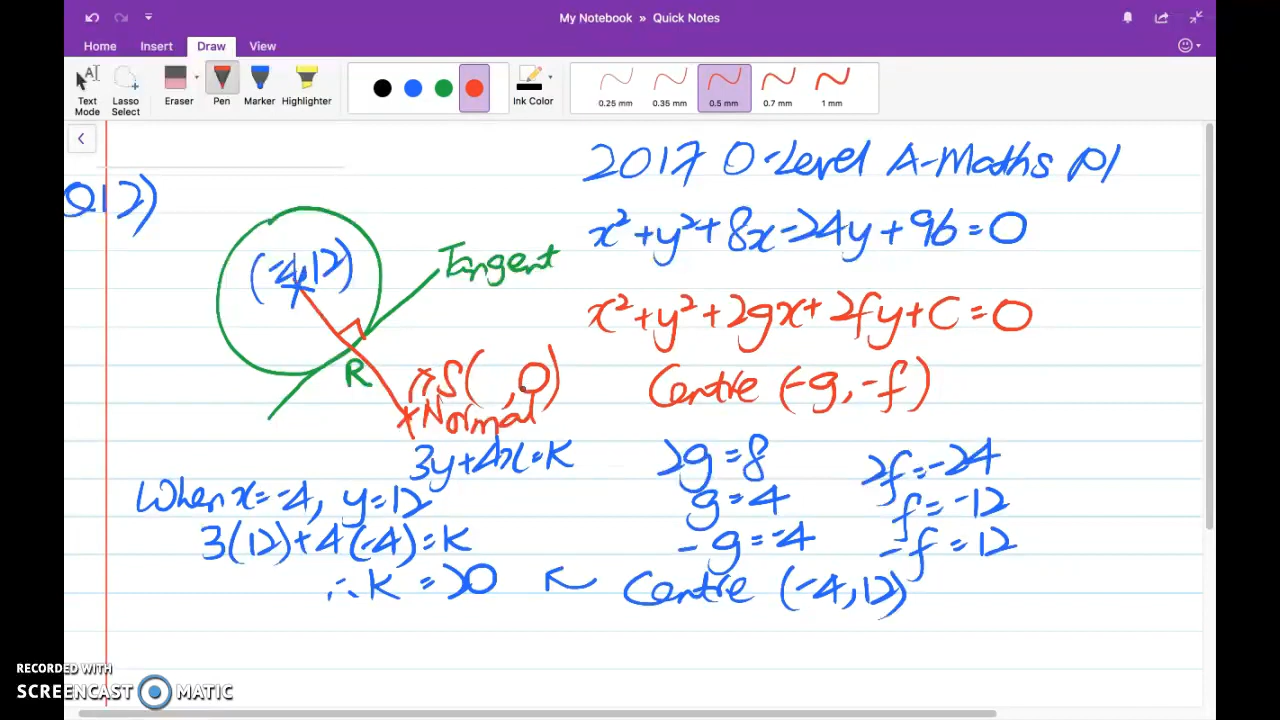 My Notebook » Quick Notes
Home Insert Draw View
Text Mode
Lasso Select
Eraser
Pen
Marker
Highlighter
Ink Color
0.25 mm
0.35 mm
0.5 mm
0.7 mm
1 mm
2017 O-Level A-Maths P1
Q12)
x²+y²+8x-24y+96=0
(-4,12)
Tangent
x²+y²+2gx+2fy+C=0
R
S( ,0)
Normal
Centre (-g,-f)
3y+4x=K
2g=8
2f=-24
When x=-4, y=12
g=4
f=-12
3(12)+4(-4)=K
-g=-4
-f=12
∴K=20
Centre (-4,12)
RECORDED WITH
SCREENCAST MATIC